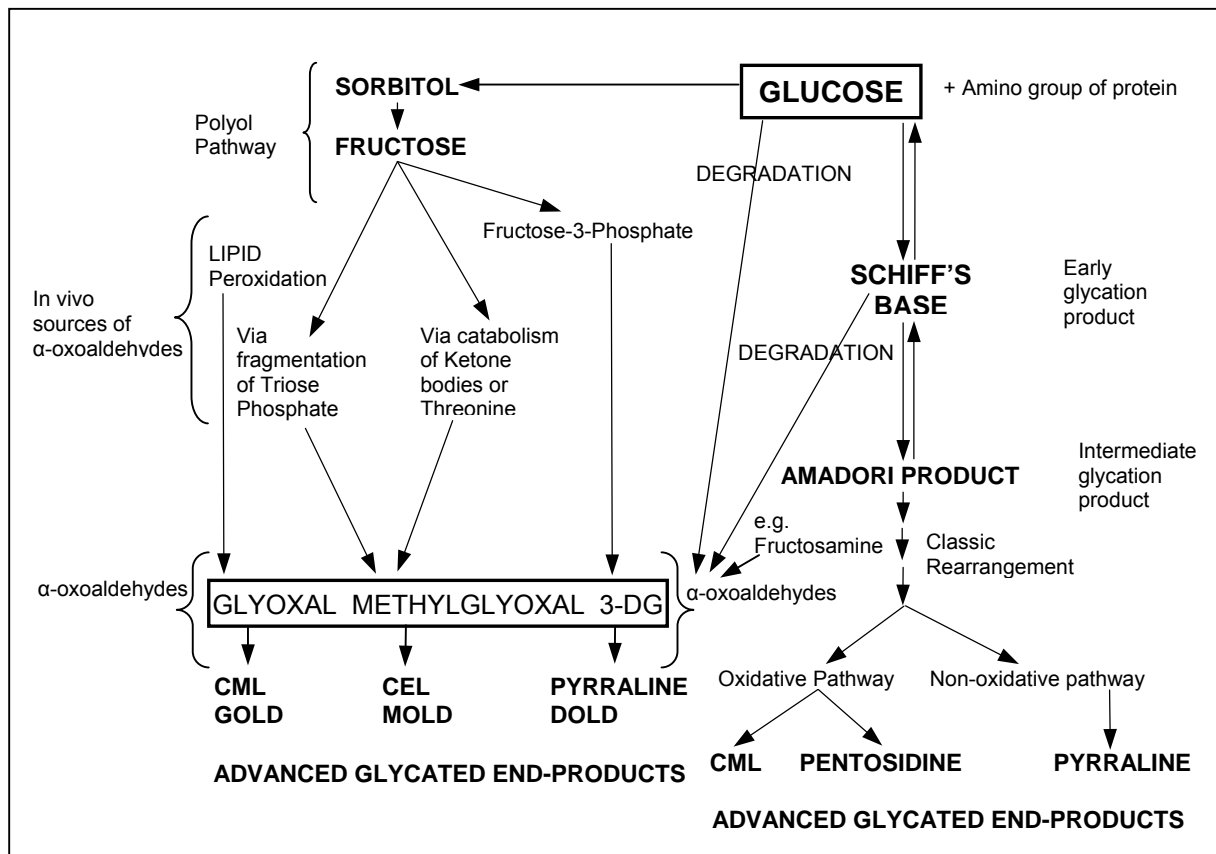 SORBITOL
GLUCOSE
+ Amino group of protein
Polyol
Pathway
FRUCTOSE
DEGRADATION
Fructose-3-Phosphate
LIPID
Peroxidation
SCHIFF'S
BASE
Early
glycation
product
In vivo
sources of
α-oxoaldehydes
Via
fragmentation
of Triose
Phosphate
Via catabolism
of Ketone
bodies or
Threonine
DEGRADATION
AMADORI PRODUCT
Intermediate
glycation
product
e.g.
Fructosamine
Classic
Rearrangement
α-oxoaldehydes
GLYOXAL METHYLGLYOXAL 3-DG
α-oxoaldehydes
CML
GOLD
CEL
MOLD
PYRRALINE
DOLD
Oxidative Pathway
Non-oxidative pathway
ADVANCED GLYCATED END-PRODUCTS
CML
PENTOSIDINE
PYRRALINE
ADVANCED GLYCATED END-PRODUCTS